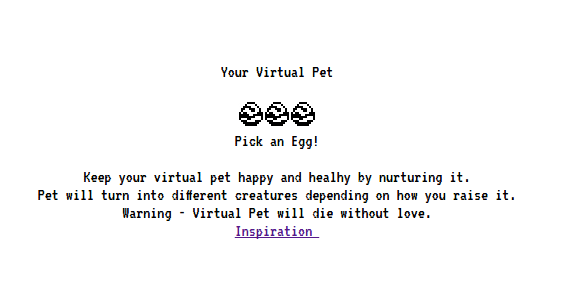 Your Virtual Pet
Pick an Egg!
Keep your virtual pet happy and healhy by nurturing it.
Pet will turn into different creatures depending on how you raise it.
Warning - Virtual Pet will die without love.
Inspiration